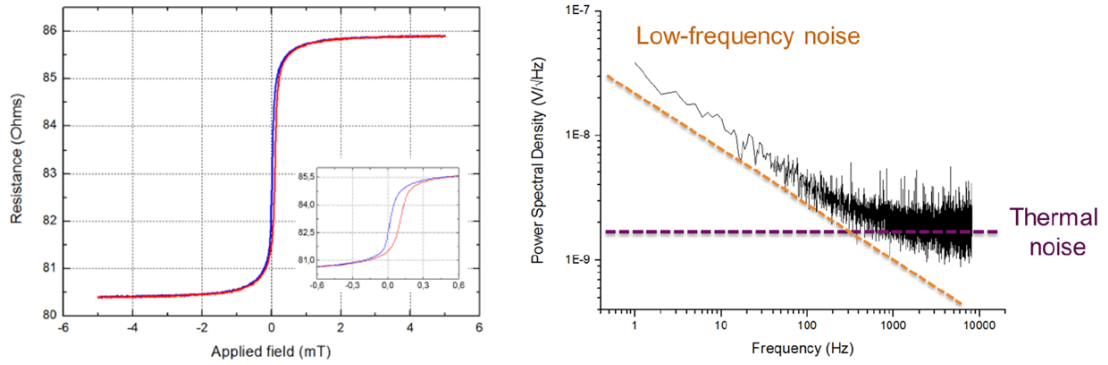 86
85
84
83
82
81
80
Resistance (Ohms)
-6
-4
-2
0
2
4
6
Applied field (mT)
85,5
84,0
82,5
81,0
-0,6
-0,3
0,0
0,3
0,6
1E-7
1E-8
1E-9
Power Spectral Density (V/√Hz)
Low-frequency noise
Thermal
noise
1
10
100
1000
10000
Frequency (Hz)